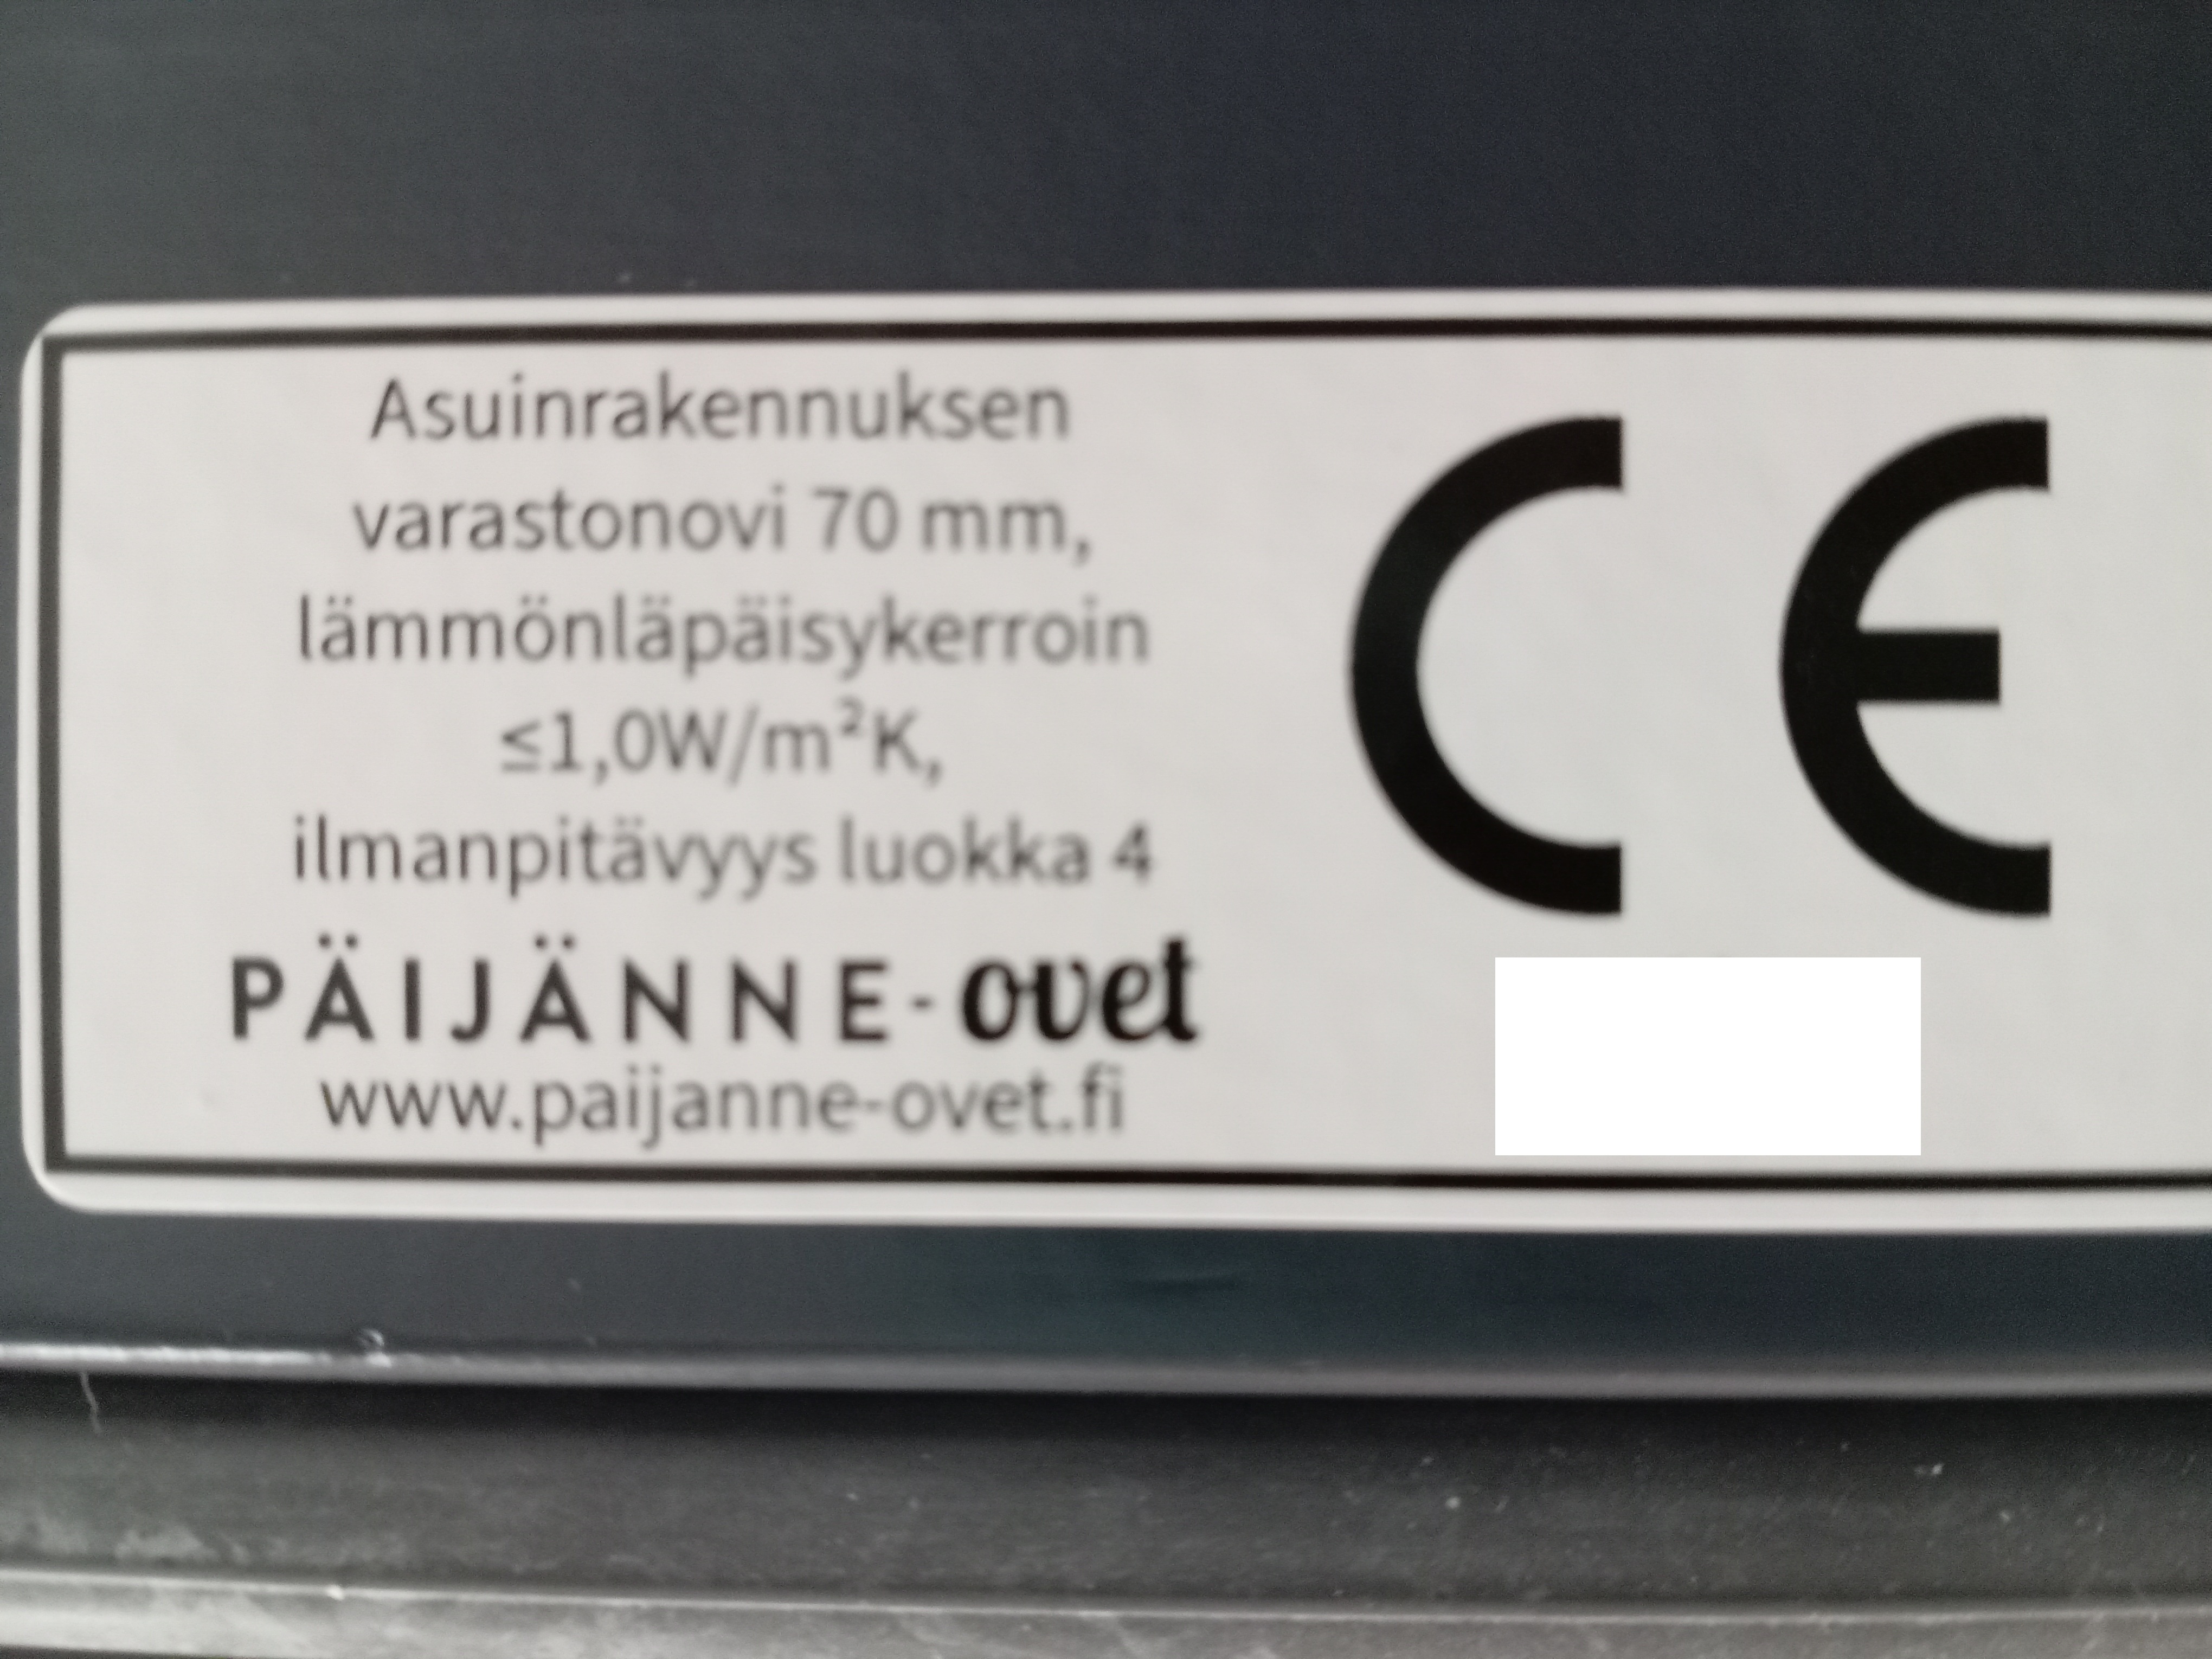 Asuinrakennuksen
varastonovi 70 mm,
lämmönläpäisykerroin
≤1,0W/m²K,
ilmanpitävyys luokka 4
PÄIJÄNNE-ovet
www.paijanne-ovet.fi
CE